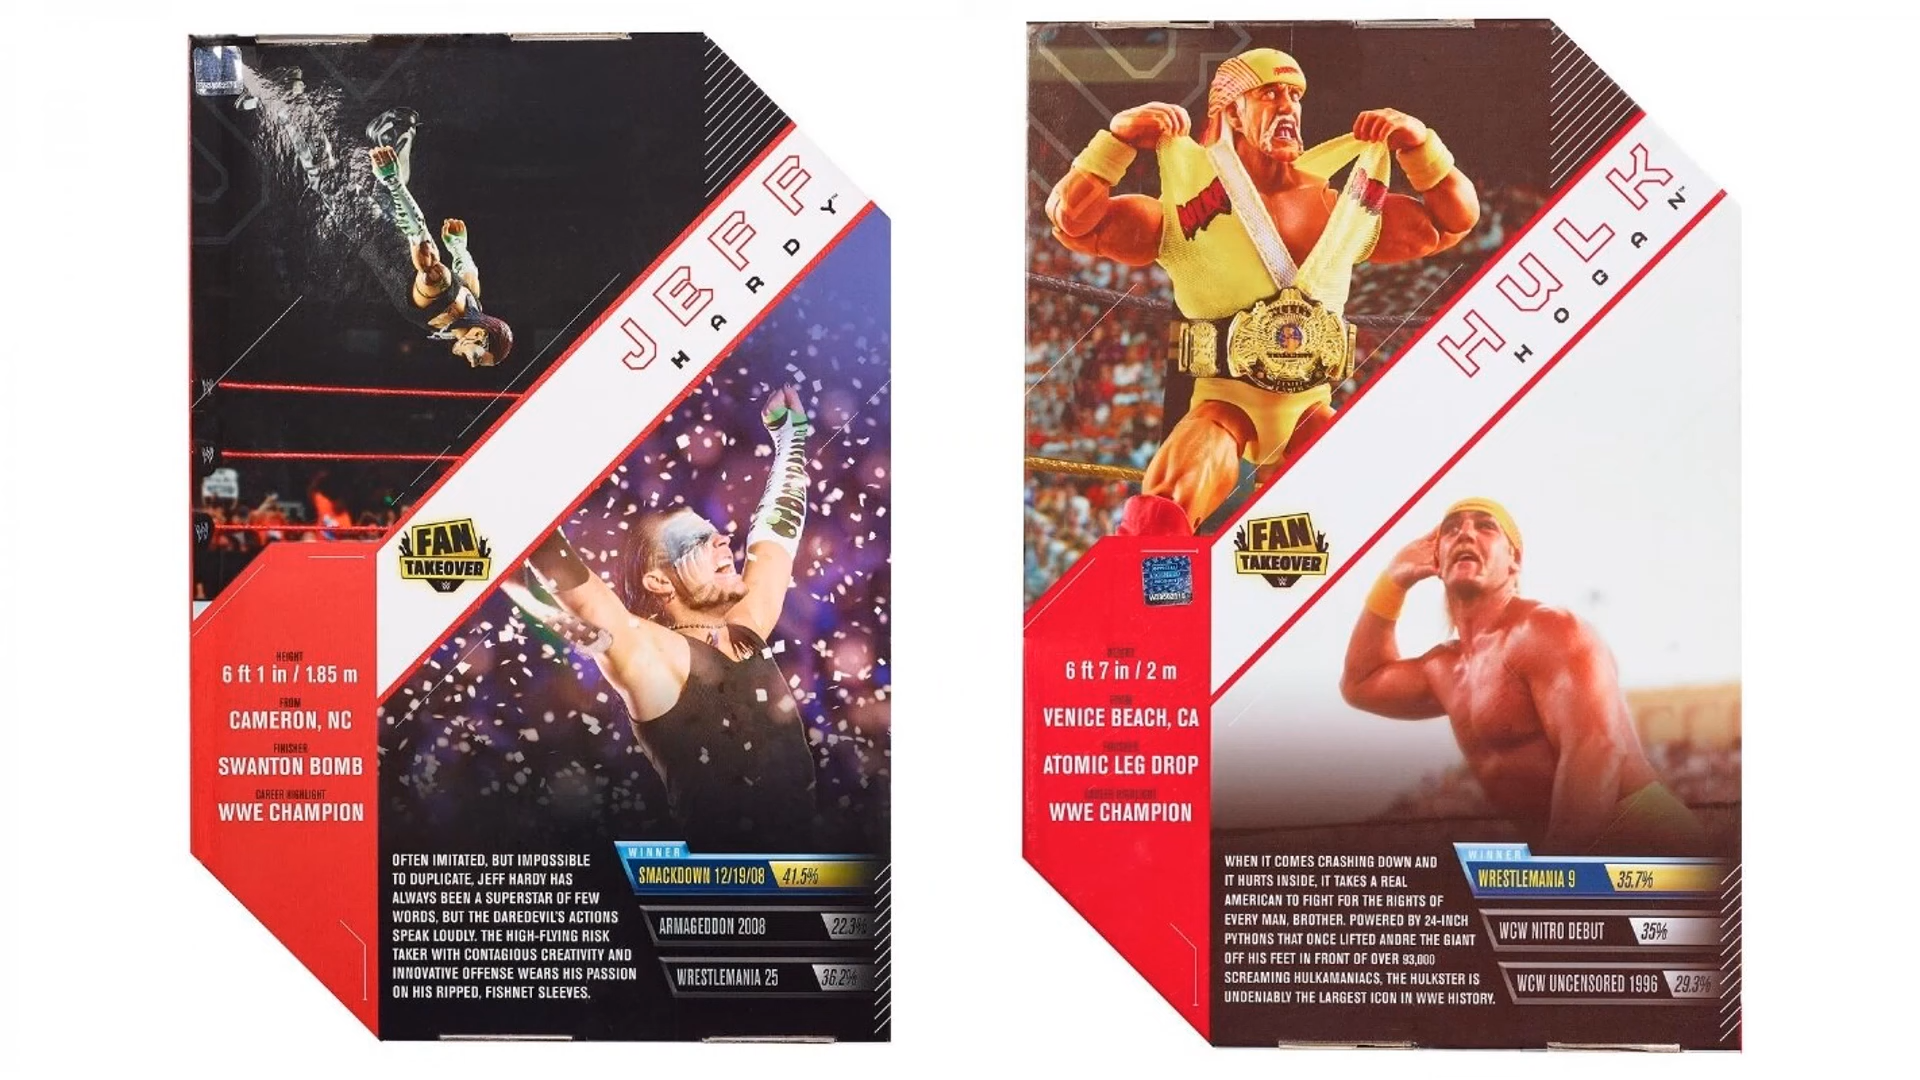 JEFF
HARDY™
FAN
TAKEOVER
HEIGHT
6 ft 1 in / 1.85 m
FROM
CAMERON, NC
FINISHER
SWANTON BOMB
CAREER HIGHLIGHT
WWE CHAMPION
OFTEN IMITATED, BUT IMPOSSIBLE
TO DUPLICATE, JEFF HARDY HAS
ALWAYS BEEN A SUPERSTAR OF FEW
WORDS, BUT THE DAREDEVIL'S ACTIONS
SPEAK LOUDLY. THE HIGH-FLYING RISK
TAKER WITH CONTAGIOUS CREATIVITY AND
INNOVATIVE OFFENSE WEARS HIS PASSION
ON HIS RIPPED, FISHNET SLEEVES.
WINNER
SMACKDOWN 12/19/08 41.5%
ARMAGEDDON 2008 22.3%
WRESTLEMANIA 25 36.2%
HULK
HOGAN™
FAN
TAKEOVER
HEIGHT
6 ft 7 in / 2 m
FROM
VENICE BEACH, CA
FINISHER
ATOMIC LEG DROP
CAREER HIGHLIGHT
WWE CHAMPION
WHEN IT COMES CRASHING DOWN AND
IT HURTS INSIDE, IT TAKES A REAL
AMERICAN TO FIGHT FOR THE RIGHTS OF
EVERY MAN, BROTHER. POWERED BY 24-INCH
PYTHONS THAT ONCE LIFTED ANDRE THE GIANT
OFF HIS FEET IN FRONT OF OVER 93,000
SCREAMING HULKAMANIACS, THE HULKSTER IS
UNDENIABLY THE LARGEST ICON IN WWE HISTORY.
WINNER
WRESTLEMANIA 9 35.7%
WCW NITRO DEBUT 35%
WCW UNCENSORED 1996 29.3%